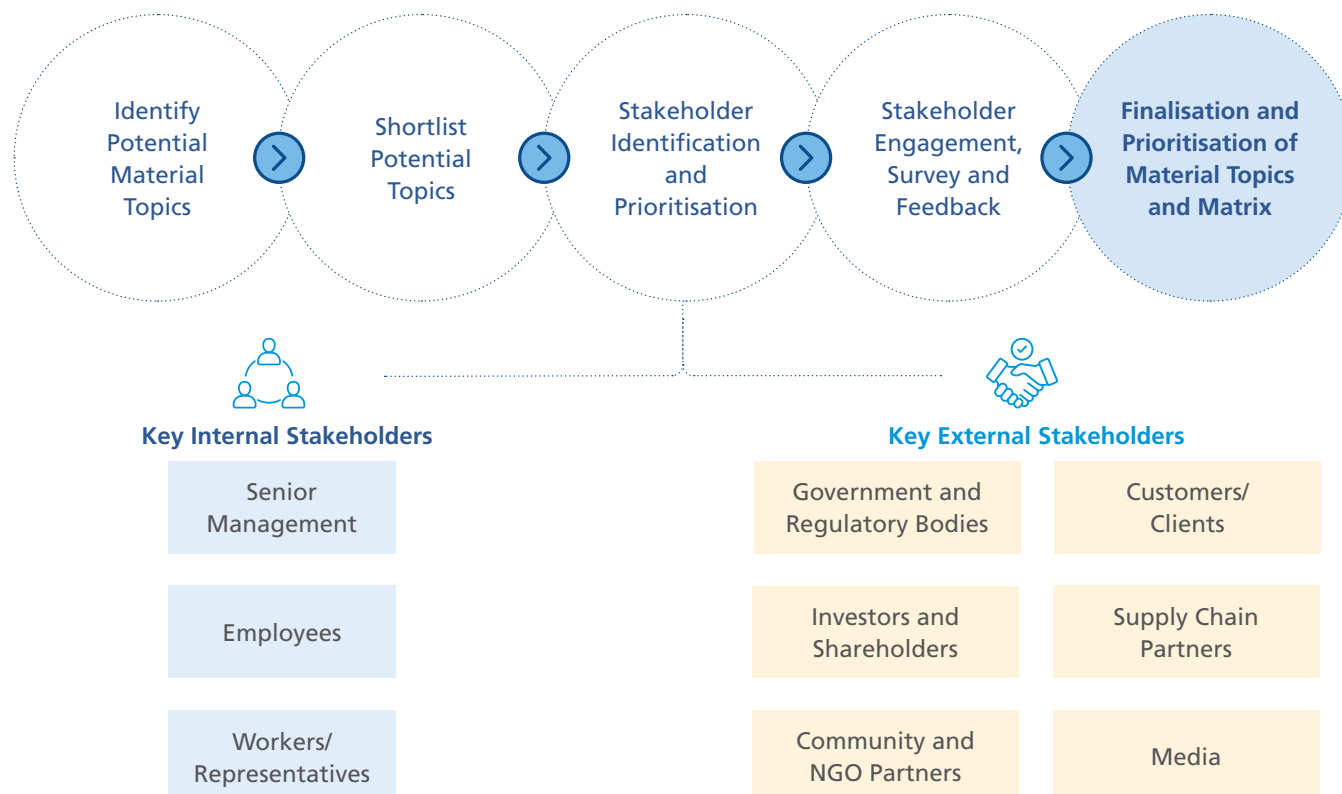 Identify
Potential
Material
Topics
Shortlist
Potential
Topics
Stakeholder
Identification
and
Prioritisation
Stakeholder
Engagement,
Survey and
Feedback
Finalisation and
Prioritisation of
Material Topics
and Matrix
Key Internal Stakeholders
Senior
Management
Employees
Workers/
Representatives
Key External Stakeholders
Government and
Regulatory Bodies
Customers/
Clients
Investors and
Shareholders
Supply Chain
Partners
Community and
NGO Partners
Media